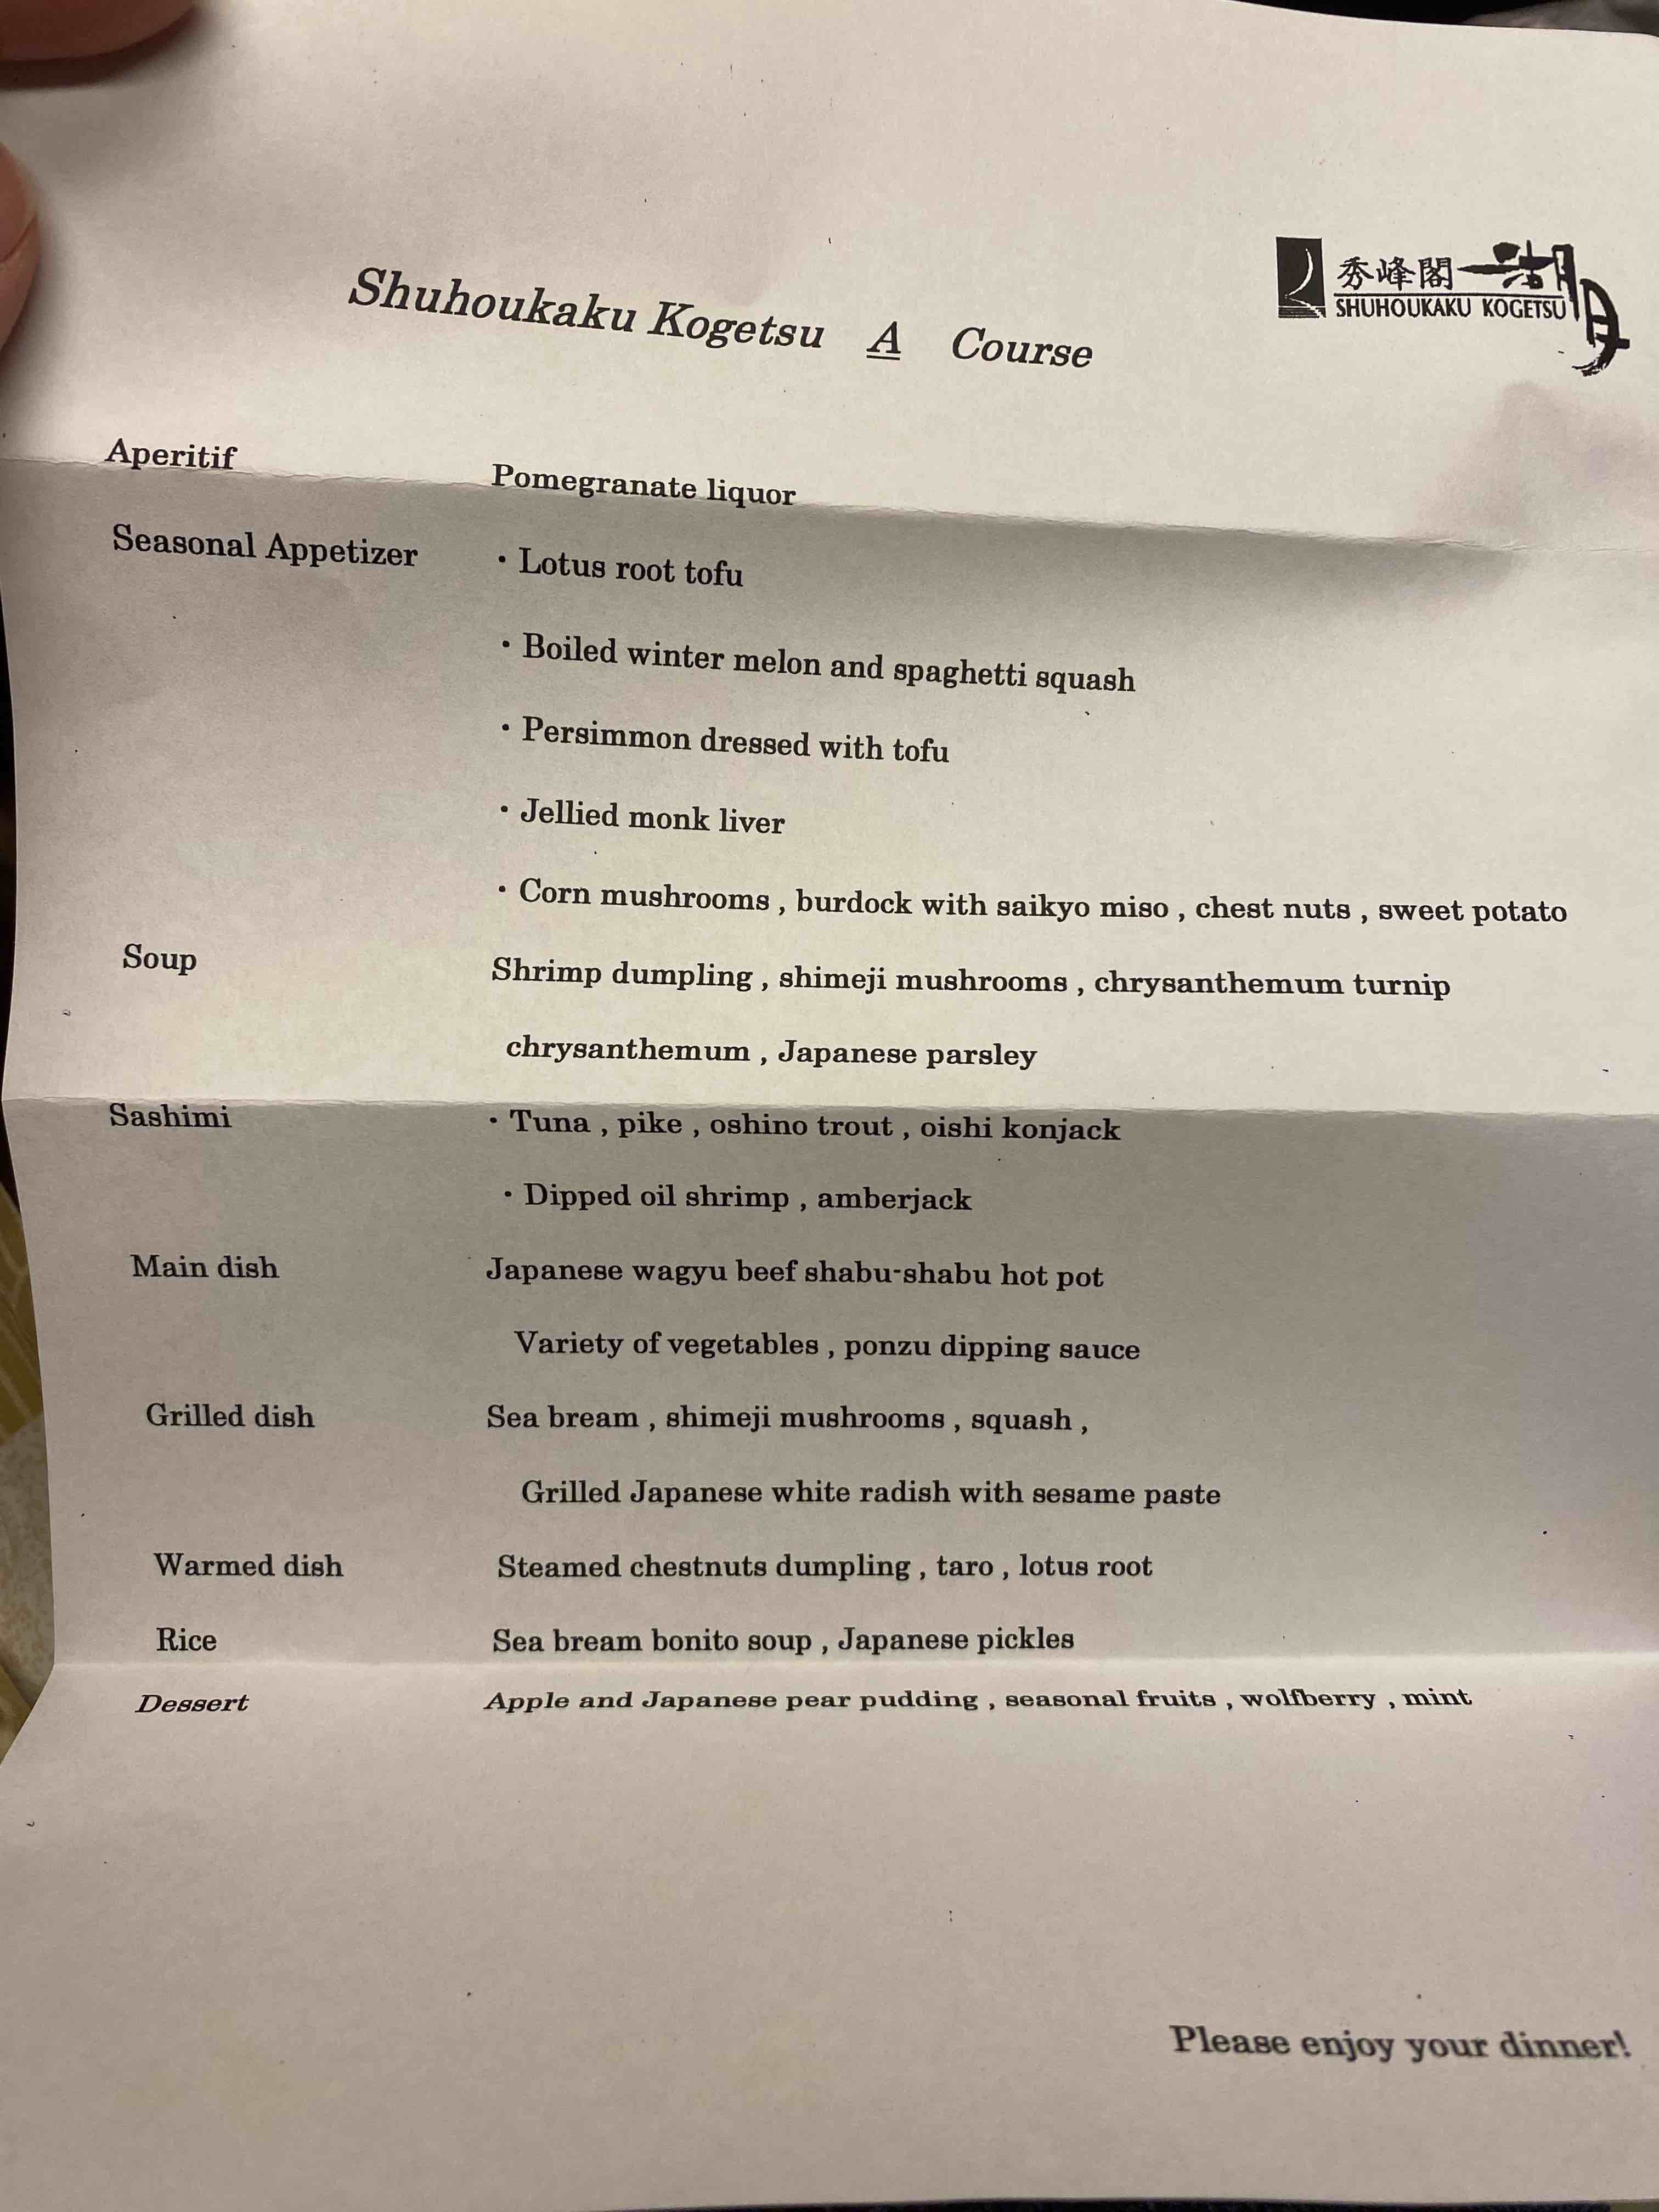 秀峰閣 湖月
SHUHOUKAKU KOGETSU
Shuhoukaku Kogetsu A Course
Aperitif Pomegranate liquor
Seasonal Appetizer ・Lotus root tofu
・Boiled winter melon and spaghetti squash
・Persimmon dressed with tofu
・Jellied monk liver
・Corn mushrooms , burdock with saikyo miso , chest nuts , sweet potato
Soup Shrimp dumpling , shimeji mushrooms , chrysanthemum turnip
chrysanthemum , Japanese parsley
Sashimi ・Tuna , pike , oshino trout , oishi konjack
・Dipped oil shrimp , amberjack
Main dish Japanese wagyu beef shabu-shabu hot pot
Variety of vegetables , ponzu dipping sauce
Grilled dish Sea bream , shimeji mushrooms , squash ,
Grilled Japanese white radish with sesame paste
Warmed dish Steamed chestnuts dumpling , taro , lotus root
Rice Sea bream bonito soup , Japanese pickles
Dessert Apple and Japanese pear pudding , seasonal fruits , wolfberry , mint
Please enjoy your dinner!